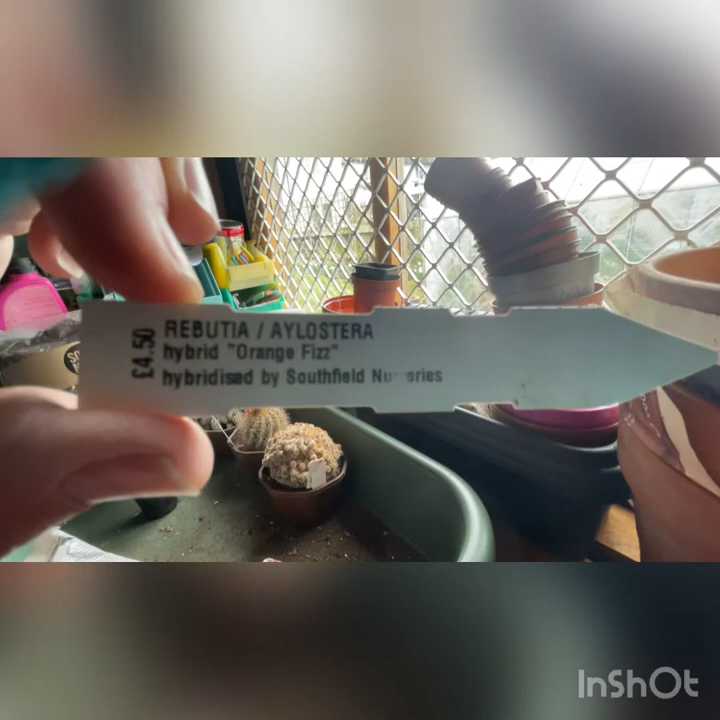 £4.50
REBUTIA / AYLOSTERA
hybrid "Orange Fizz"
hybridised by Southfield Nurseries
InShOt